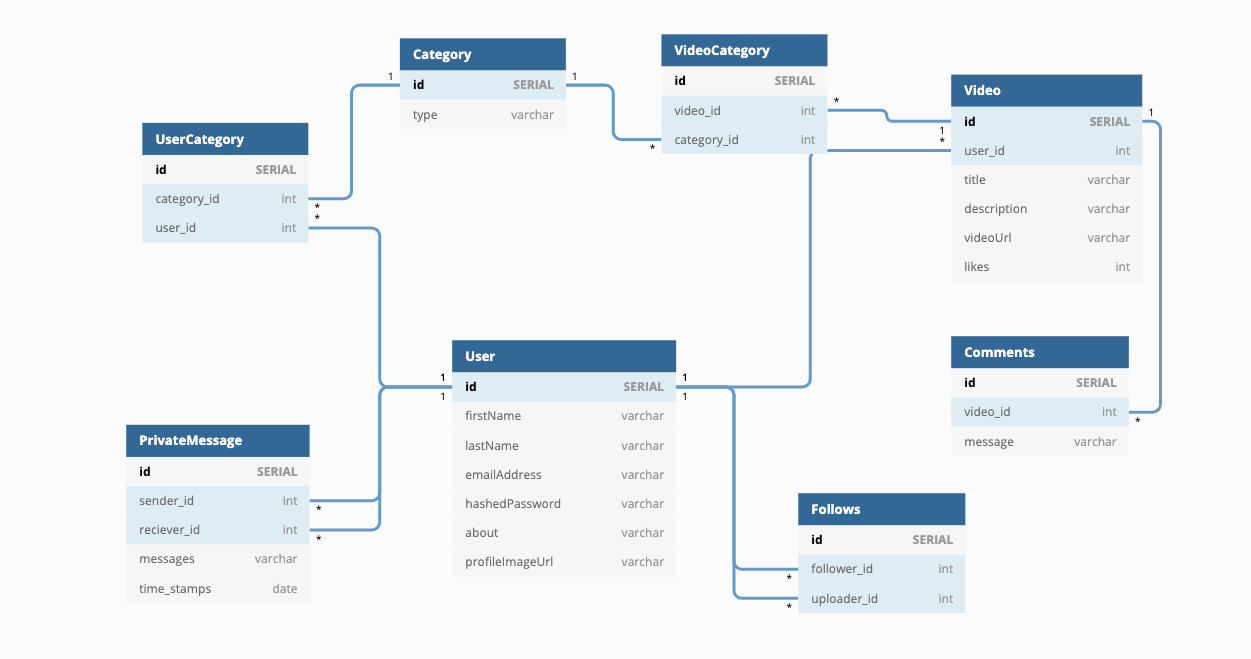 Category
id SERIAL
type varchar
VideoCategory
id SERIAL
video_id int
category_id int
Video
id SERIAL
user_id int
title varchar
description varchar
videoUrl varchar
likes int
UserCategory
id SERIAL
category_id int
user_id int
User
id SERIAL
firstName varchar
lastName varchar
emailAddress varchar
hashedPassword varchar
about varchar
profileImageUrl varchar
Comments
id SERIAL
video_id int
message varchar
PrivateMessage
id SERIAL
sender_id int
reciever_id int
messages varchar
time_stamps date
Follows
id SERIAL
follower_id int
uploader_id int
1
1
*
*
1
*
1
*
*
1
1
1
1
*
*
*
*
*